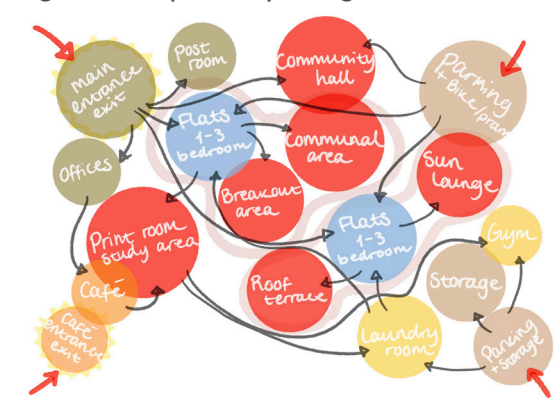 main
entrance
exit
Post
room
Community
hall
Parking
+ Bike/pram
Flats
1-3
bedroom
Communal
area
Sun
Lounge
Offices
Breakout
area
Print room
study area
Flats
1-3
bedroom
Gym
Café
Roof
terrace
Storage
Café
entrance
exit
Laundry
room
Parking
+ Storage